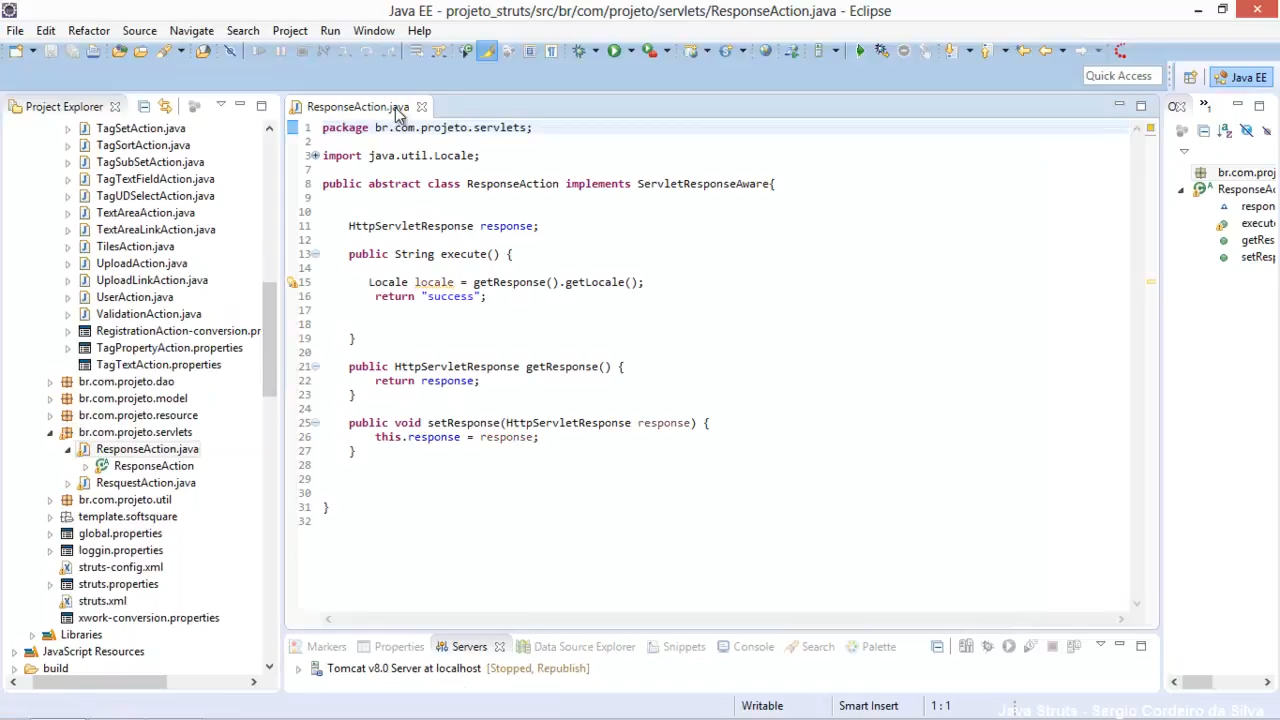 Java EE - projeto_struts/src/br/com/projeto/servlets/ResponseAction.java - Eclipse
File Edit Refactor Source Navigate Search Project Run Window Help
Quick Access
Java EE
Project Explorer
TagSetAction.java
TagSortAction.java
TagSubSetAction.java
TagTextFieldAction.java
TagUDSelectAction.java
TextAreaAction.java
TextAreaLinkAction.java
TilesAction.java
UploadAction.java
UploadLinkAction.java
UserAction.java
ValidationAction.java
RegistrationAction-conversion.pr
TagPropertyAction.properties
TagTextAction.properties
br.com.projeto.dao
br.com.projeto.model
br.com.projeto.resource
br.com.projeto.servlets
ResponseAction.java
ResponseAction
ResquestAction.java
br.com.projeto.util
template.softsquare
global.properties
loggin.properties
struts-config.xml
struts.properties
struts.xml
xwork-conversion.properties
Libraries
JavaScript Resources
build
ResponseAction.java
1 package br.com.projeto.servlets;
2
3 import java.util.Locale;
7
8 public abstract class ResponseAction implements ServletResponseAware{
9
10
11 HttpServletResponse response;
12
13 public String execute() {
14
15 Locale locale = getResponse().getLocale();
16 return "success";
17
18
19 }
20
21 public HttpServletResponse getResponse() {
22 return response;
23 }
24
25 public void setResponse(HttpServletResponse response) {
26 this.response = response;
27 }
28
29
30
31 }
32
br.com.proj
ResponseAc
respon
execut
getRes
setResp
Markers Properties Servers Data Source Explorer Snippets Console Search Palette
Tomcat v8.0 Server at localhost [Stopped, Republish]
Writable Smart Insert 1 : 1
Java Struts - Sergio Cordeiro da Silva